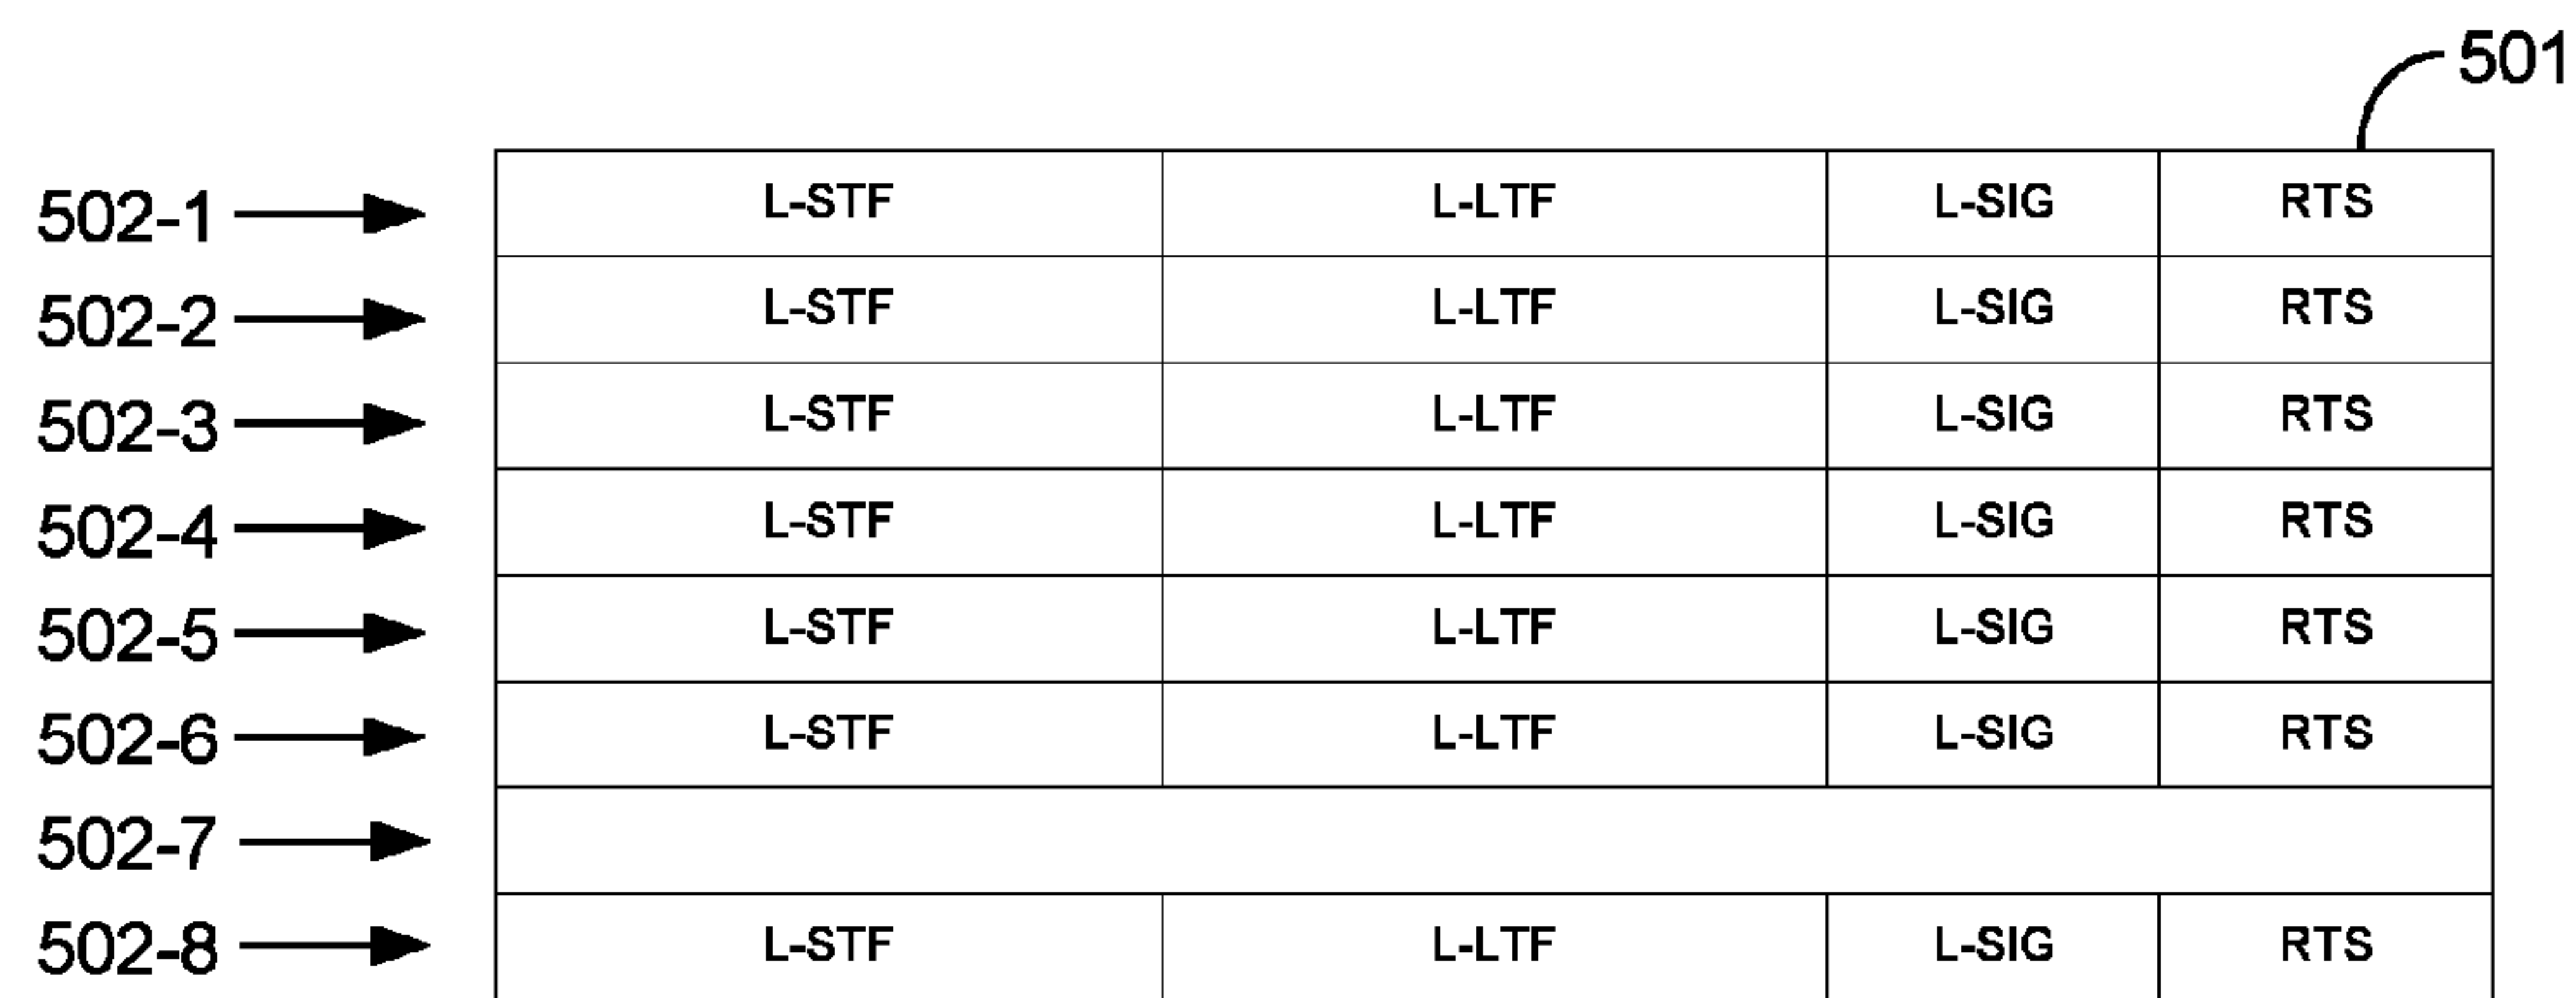 501
502-1 L-STF L-LTF L-SIG RTS
502-2 L-STF L-LTF L-SIG RTS
502-3 L-STF L-LTF L-SIG RTS
502-4 L-STF L-LTF L-SIG RTS
502-5 L-STF L-LTF L-SIG RTS
502-6 L-STF L-LTF L-SIG RTS
502-7
502-8 L-STF L-LTF L-SIG RTS